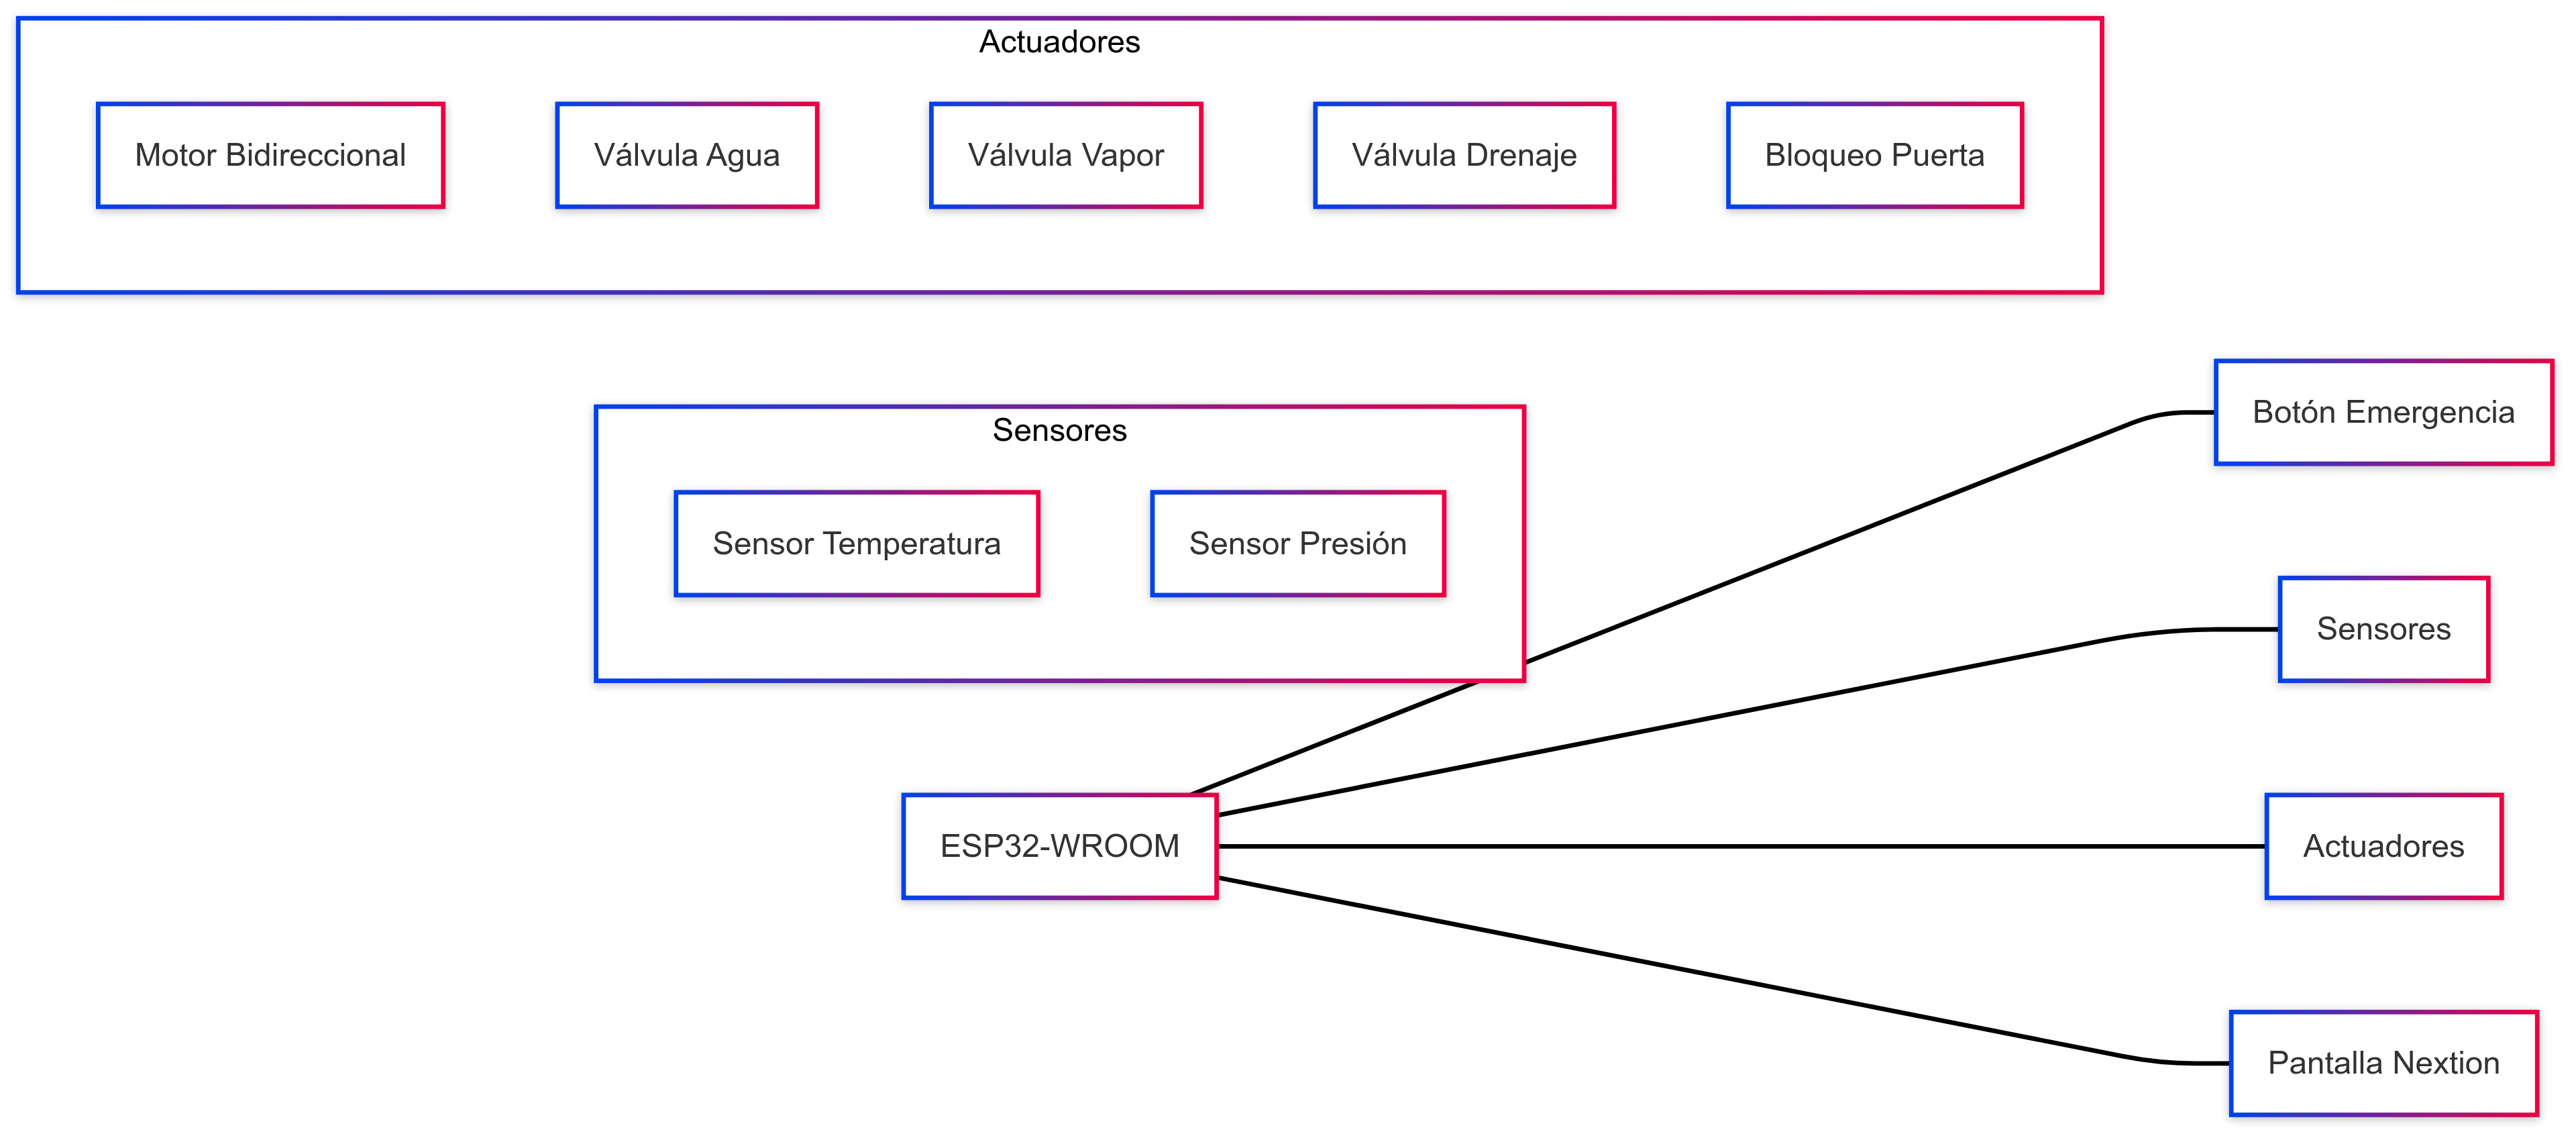 Actuadores
Motor Bidireccional
Válvula Agua
Válvula Vapor
Válvula Drenaje
Bloqueo Puerta
Sensores
Sensor Temperatura
Sensor Presión
Botón Emergencia
Sensores
ESP32-WROOM
Actuadores
Pantalla Nextion